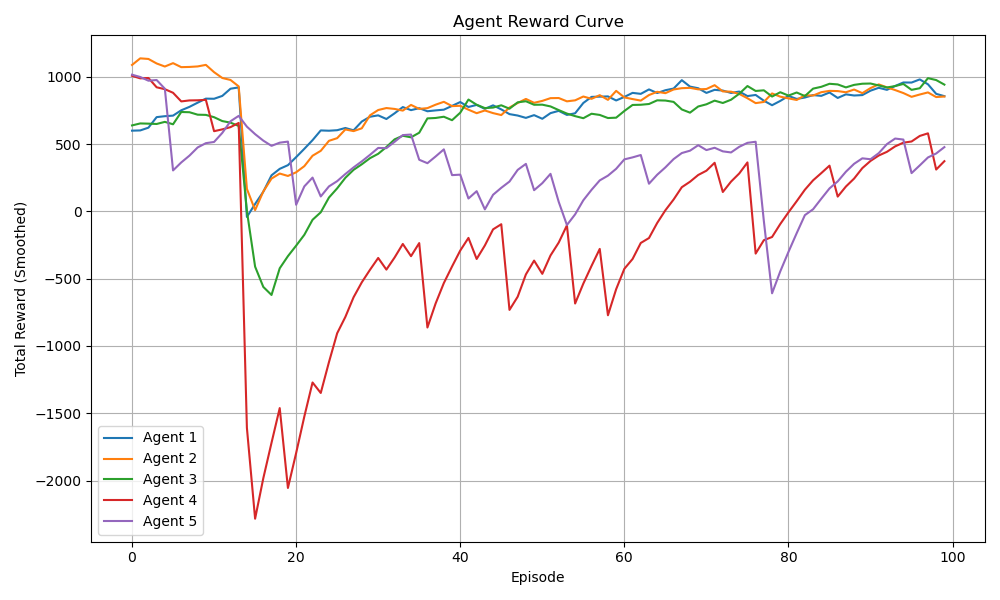 Agent Reward Curve
Total Reward (Smoothed)
1000
500
0
−500
−1000
−1500
−2000
Agent 1
Agent 2
Agent 3
Agent 4
Agent 5
0 20 40 60 80 100
Episode